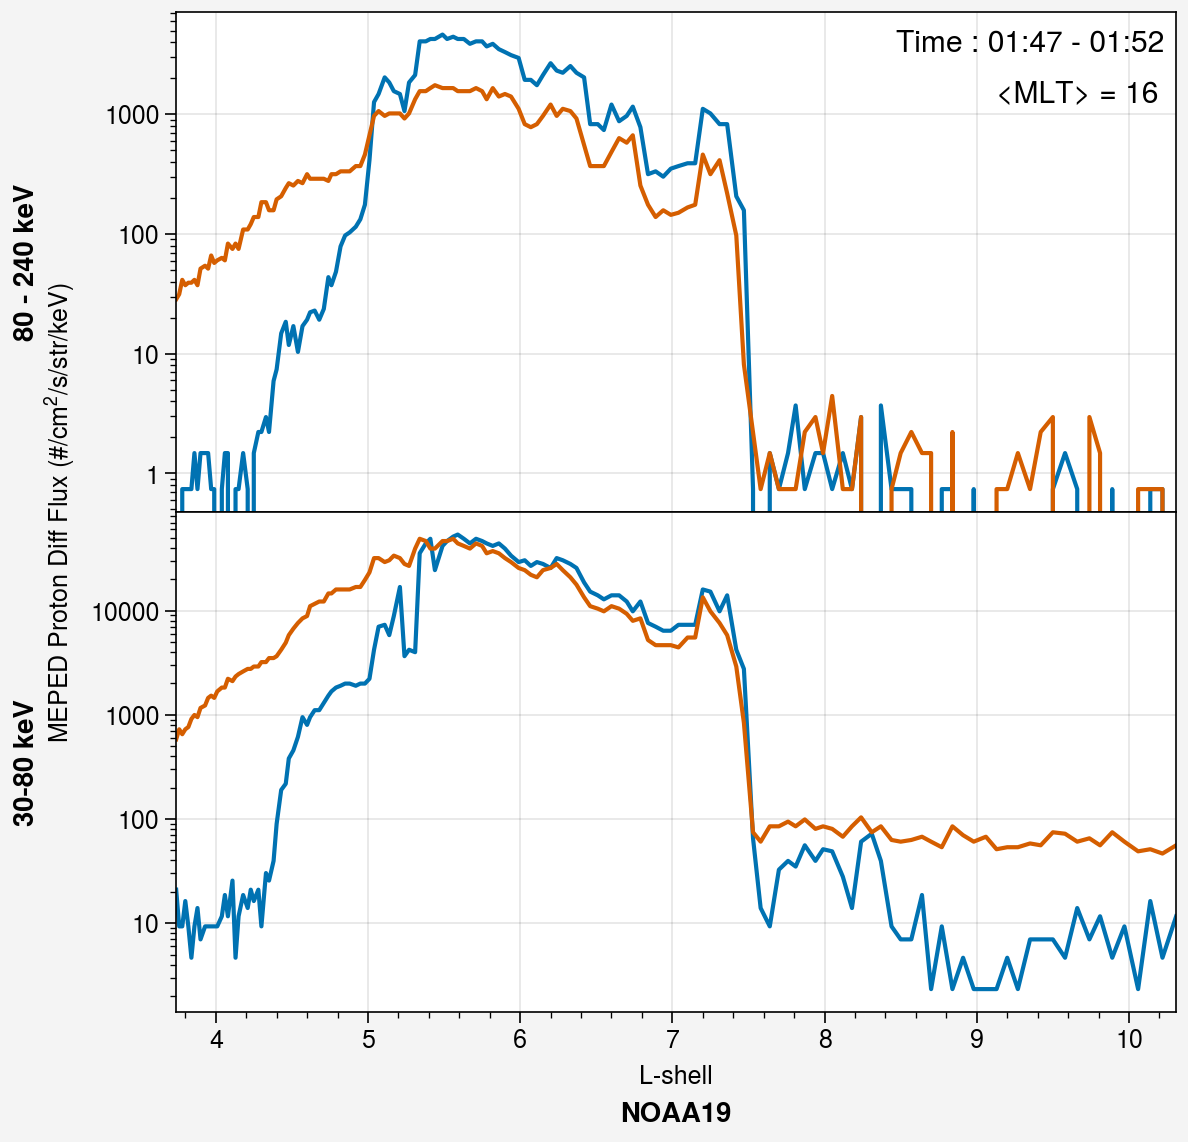 Time : 01:47 - 01:52
<MLT> = 16
80 - 240 keV
1000
100
10
1
MEPED Proton Diff Flux (#/cm²/s/str/keV)
30-80 keV
10000
1000
100
10
4 5 6 7 8 9 10
L-shell
NOAA19